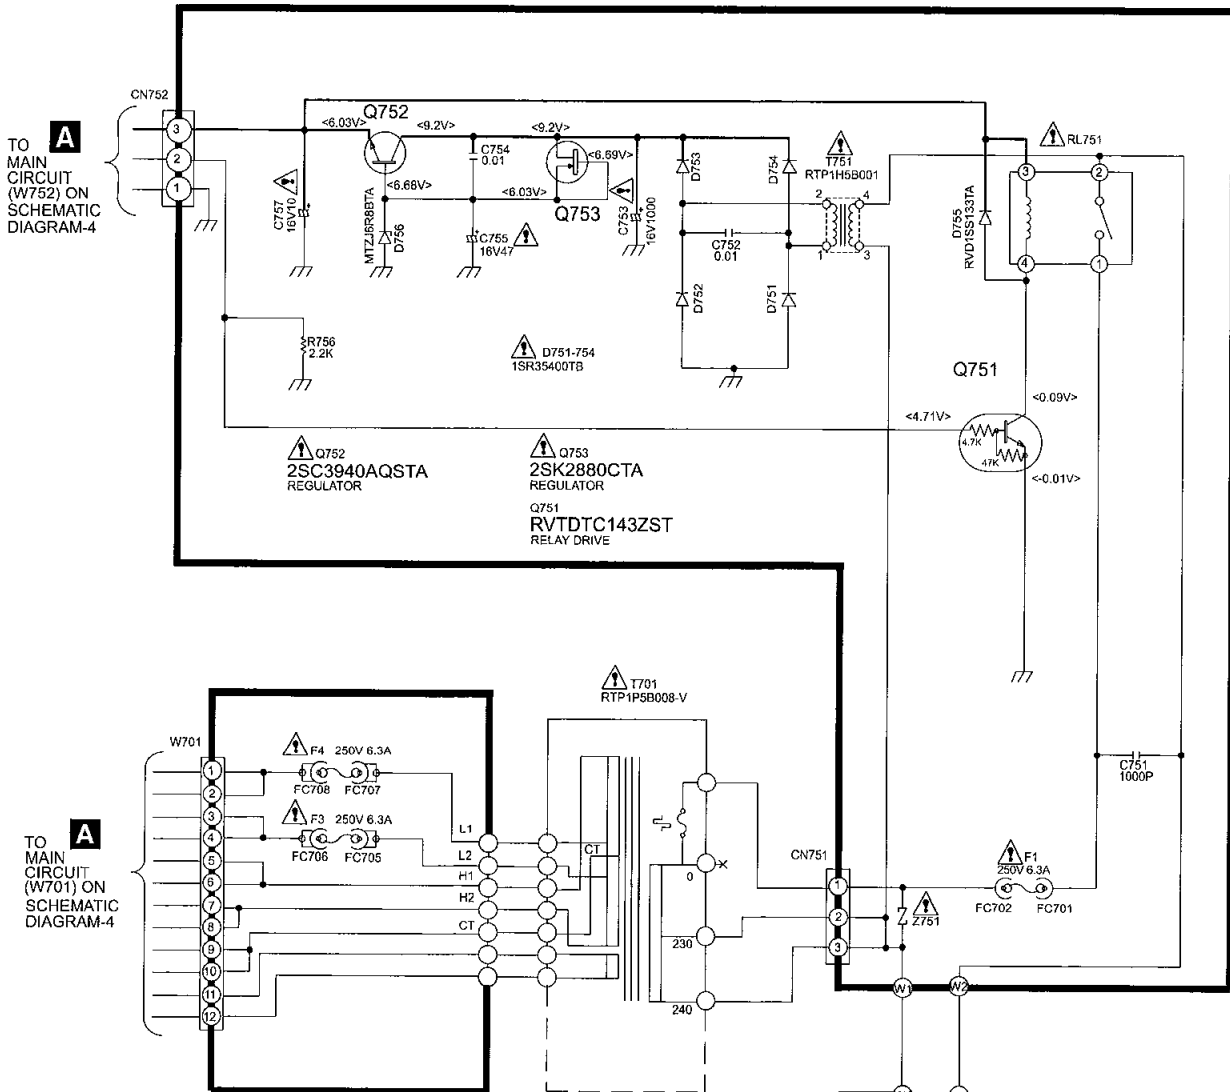 CN752
TO A
MAIN
CIRCUIT
(W752) ON
SCHEMATIC
DIAGRAM-4
3
2
1
<6.03V>
Q752
<9.2V>
<9.2V>
C754
0.01
<6.69V>
<6.68V>
<6.03V>
Q753
C757
16V10
MTZJ6R8BTA
D756
C755
16V47
C753
16V1000
D753
D754
C752
0.01
D752
D751
T751
RTP1H5B001
2
4
1
3
RL751
3
2
4
1
D755
RVD1SS133TA
R756
2.2K
D751-754
1SR35400TB
Q751
<4.71V>
<0.09V>
4.7K
47K
<-0.01V>
Q752
2SC3940AQSTA
REGULATOR
Q753
2SK2880CTA
REGULATOR
Q751
RVTDTC143ZST
RELAY DRIVE
T701
RTP1P5B008-V
W701
TO A
MAIN
CIRCUIT
(W701) ON
SCHEMATIC
DIAGRAM-4
1
2
3
4
5
6
7
8
9
10
11
12
F4 250V 6.3A
FC708 FC707
F3 250V 6.3A
FC706 FC705
L1
L2
H1
H2
CT
CT
0
230
240
CN751
1
2
3
Z751
F1
250V 6.3A
FC702 FC701
C751
1000P
W1
W2